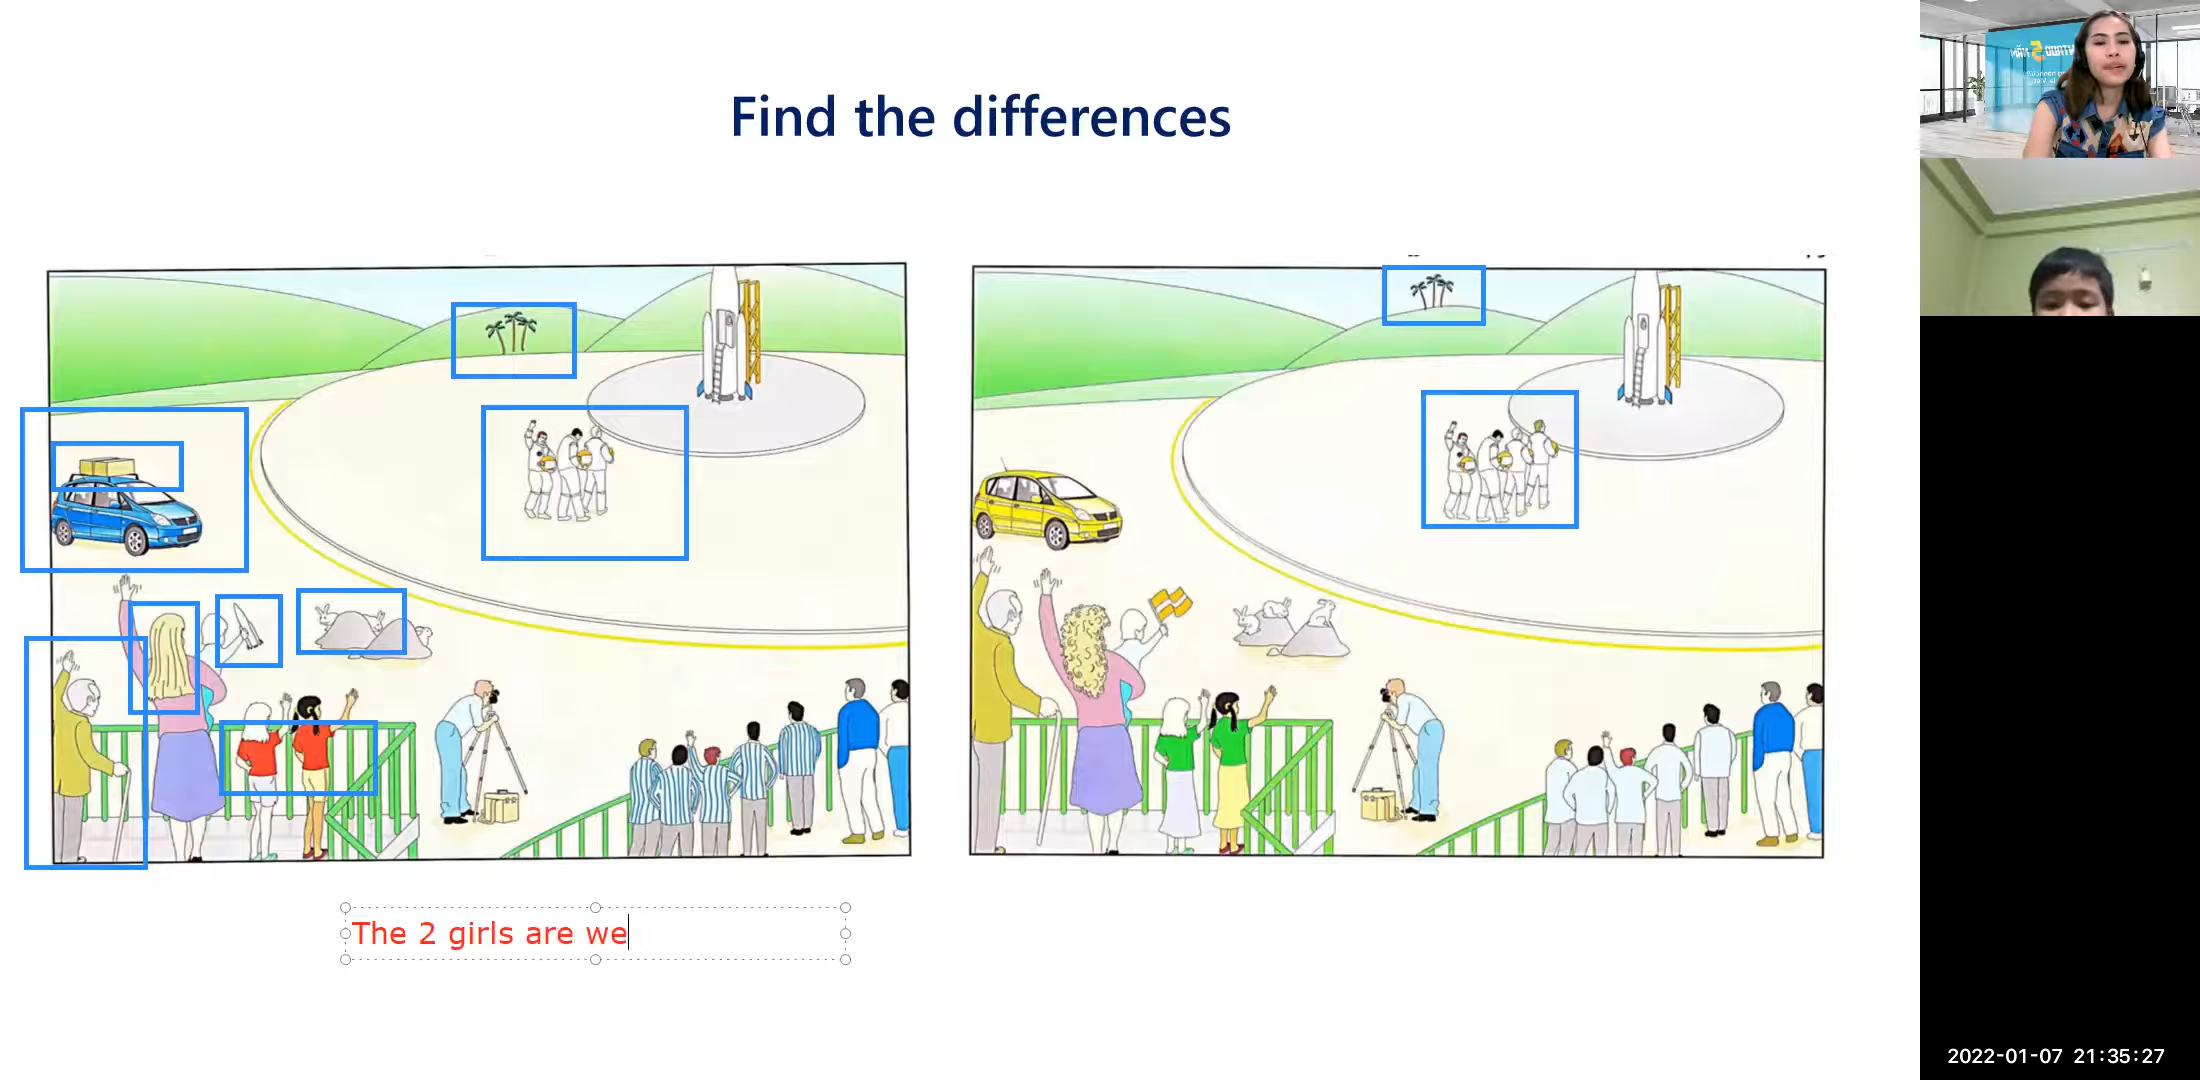 Find the differences
The 2 girls are we
2022-01-07 21:35:27